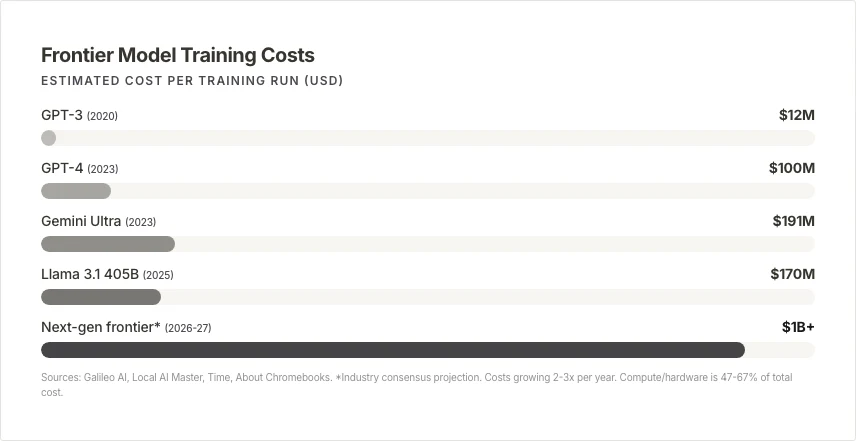 Frontier Model Training Costs
ESTIMATED COST PER TRAINING RUN (USD)
GPT-3 (2020) $12M
GPT-4 (2023) $100M
Gemini Ultra (2023) $191M
Llama 3.1 405B (2025) $170M
Next-gen frontier* (2026-27) $1B+
Sources: Galileo AI, Local AI Master, Time, About Chromebooks. *Industry consensus projection. Costs growing 2-3x per year. Compute/hardware is 47-67% of total
cost.